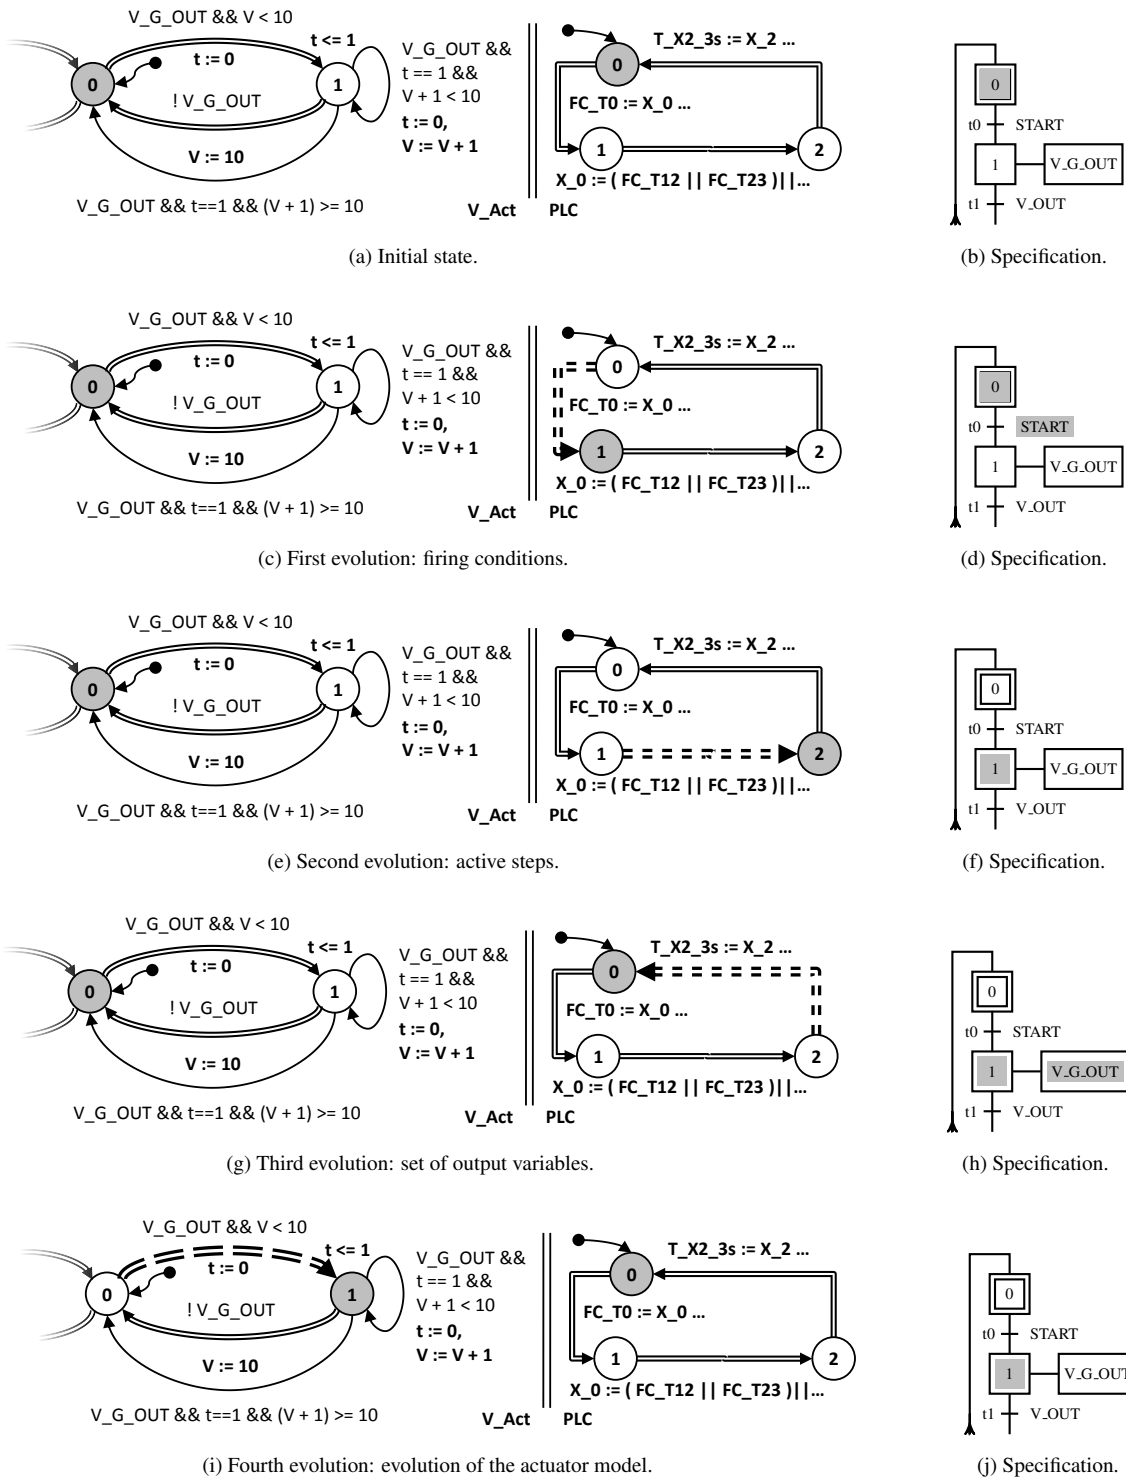 V_G_OUT && V < 10
t <= 1
t := 0
0
1
! V_G_OUT
V := 10
V_G_OUT &&
t == 1 &&
V + 1 < 10
t := 0,
V := V + 1
V_G_OUT && t==1 && (V + 1) >= 10
V_Act
PLC
T_X2_3s := X_2 ...
0
FC_T0 := X_0 ...
1
2
X_0 := ( FC_T12 || FC_T23 )||...
0
t0
START
1
V_G_OUT
t1
V_OUT
(a) Initial state.
(b) Specification.
V_G_OUT && V < 10
t <= 1
t := 0
0
1
! V_G_OUT
V := 10
V_G_OUT &&
t == 1 &&
V + 1 < 10
t := 0,
V := V + 1
V_G_OUT && t==1 && (V + 1) >= 10
V_Act
PLC
T_X2_3s := X_2 ...
0
FC_T0 := X_0 ...
1
2
X_0 := ( FC_T12 || FC_T23 )||...
0
t0
START
1
V_G_OUT
t1
V_OUT
(c) First evolution: firing conditions.
(d) Specification.
V_G_OUT && V < 10
t <= 1
t := 0
0
1
! V_G_OUT
V := 10
V_G_OUT &&
t == 1 &&
V + 1 < 10
t := 0,
V := V + 1
V_G_OUT && t==1 && (V + 1) >= 10
V_Act
PLC
T_X2_3s := X_2 ...
0
FC_T0 := X_0 ...
1
2
X_0 := ( FC_T12 || FC_T23 )||...
0
t0
START
1
V_G_OUT
t1
V_OUT
(e) Second evolution: active steps.
(f) Specification.
V_G_OUT && V < 10
t <= 1
t := 0
0
1
! V_G_OUT
V := 10
V_G_OUT &&
t == 1 &&
V + 1 < 10
t := 0,
V := V + 1
V_G_OUT && t==1 && (V + 1) >= 10
V_Act
PLC
T_X2_3s := X_2 ...
0
FC_T0 := X_0 ...
1
2
X_0 := ( FC_T12 || FC_T23 )||...
0
t0
START
1
V_G_OUT
t1
V_OUT
(g) Third evolution: set of output variables.
(h) Specification.
V_G_OUT && V < 10
t <= 1
t := 0
0
1
! V_G_OUT
V := 10
V_G_OUT &&
t == 1 &&
V + 1 < 10
t := 0,
V := V + 1
V_G_OUT && t==1 && (V + 1) >= 10
V_Act
PLC
T_X2_3s := X_2 ...
0
FC_T0 := X_0 ...
1
2
X_0 := ( FC_T12 || FC_T23 )||...
0
t0
START
1
V_G_OUT
t1
V_OUT
(i) Fourth evolution: evolution of the actuator model.
(j) Specification.